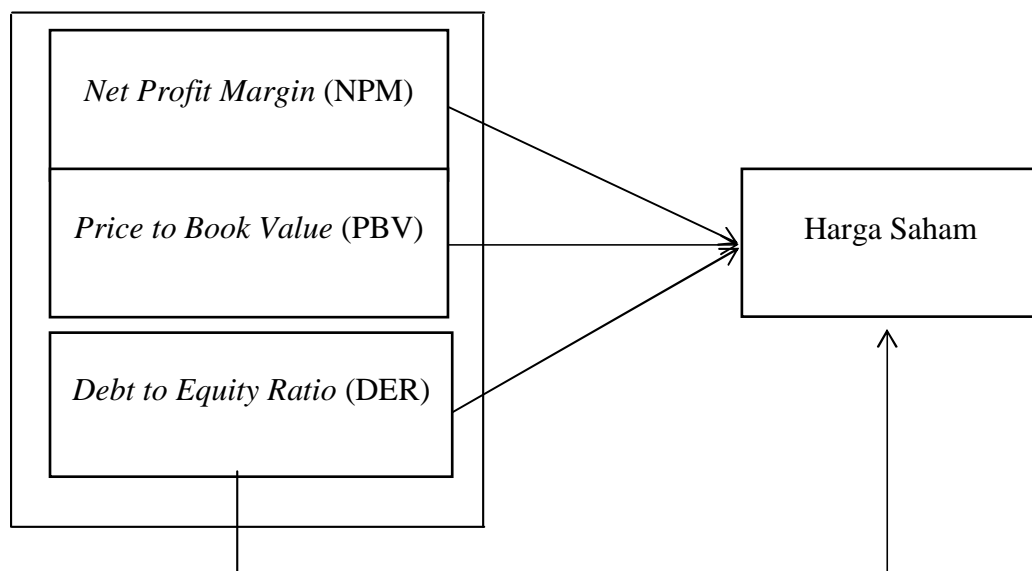 Net Profit Margin (NPM)
Price to Book Value (PBV)
Harga Saham
Debt to Equity Ratio (DER)